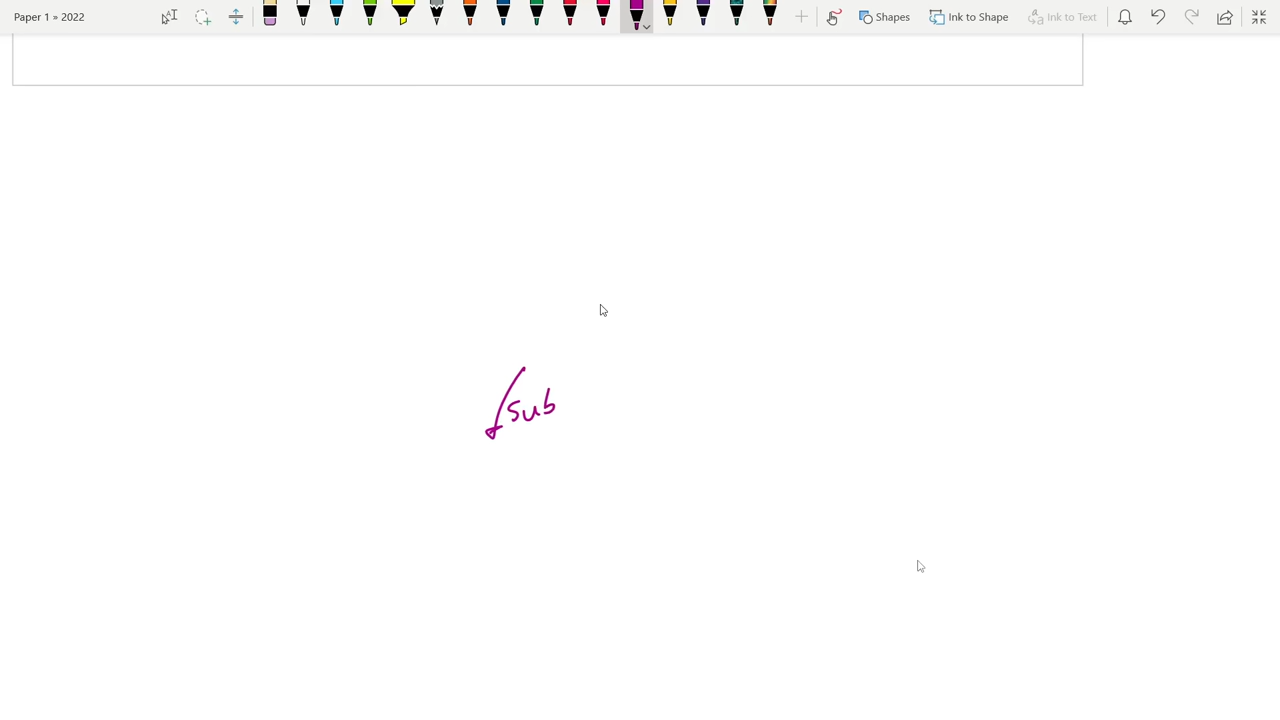 Paper 1 » 2022
Shapes
Ink to Shape
Ink to Text
Sub